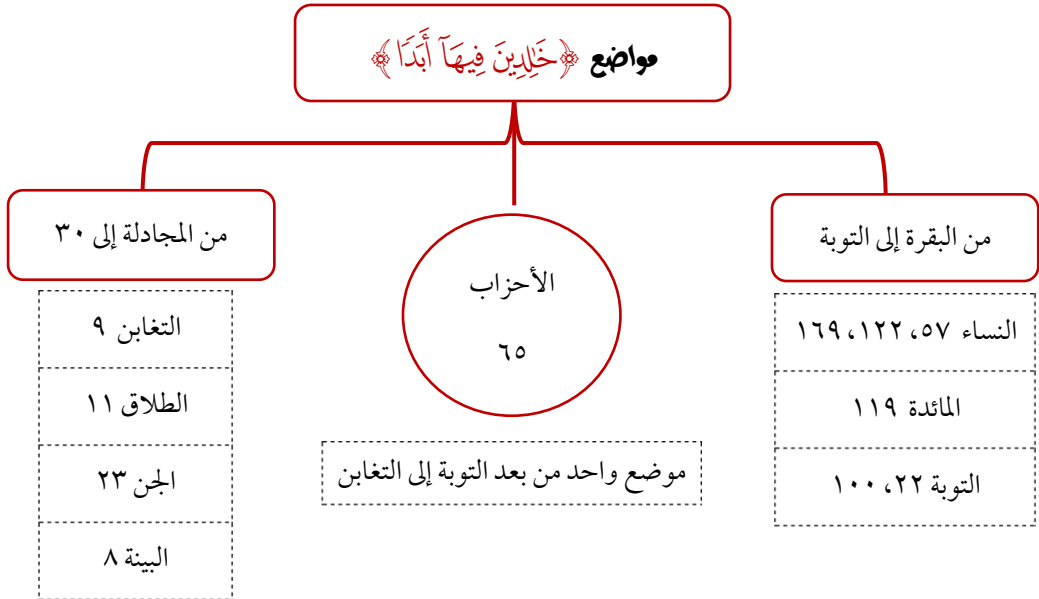 مواضع ﴿خَٰلِدِينَ فِيهَآ أَبَدَٗا﴾
من البقرة إلى التوبة
النساء ٥٧، ١٢٢، ١٦٩
المائدة ١١٩
التوبة ٢٢، ١٠٠
الأحزاب
٦٥
موضع واحد من بعد التوبة إلى التغابن
من المجادلة إلى ٣٠
التغابن ٩
الطلاق ١١
الجن ٢٣
البينة ٨